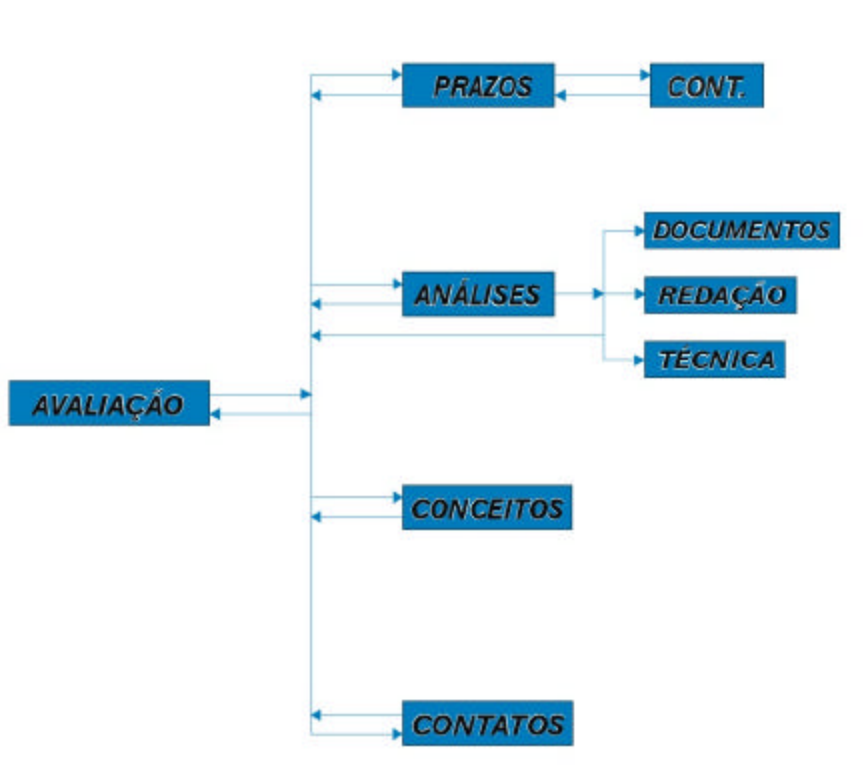 PRAZOS
CONT.
DOCUMENTOS
ANÁLISES
REDAÇÃO
TÉCNICA
AVALIAÇÃO
CONCEITOS
CONTATOS